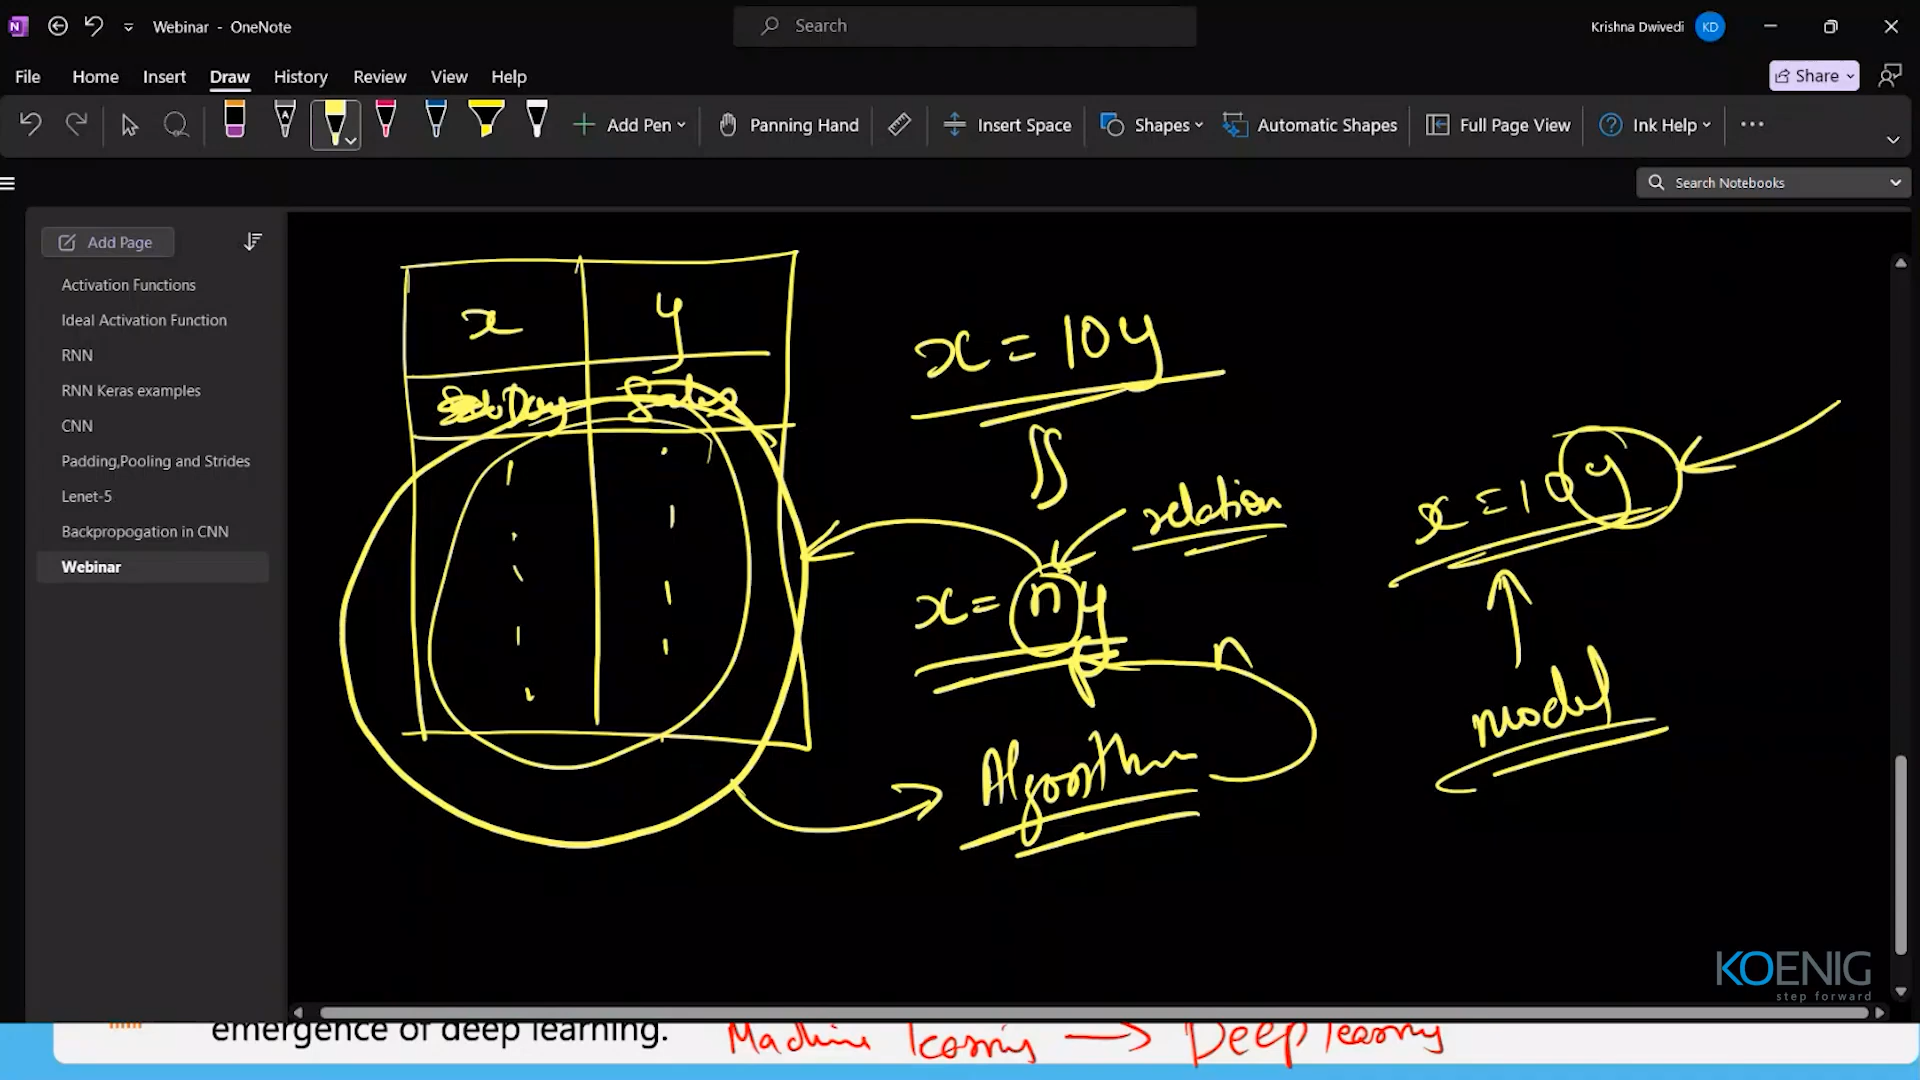 Webinar - OneNote
Search
Krishna Dwivedi KD
File Home Insert Draw History Review View Help
Share
Add Pen Panning Hand Insert Space Shapes Automatic Shapes Full Page View Ink Help
Search Notebooks
Add Page
Activation Functions
Ideal Activation Function
RNN
RNN Keras examples
CNN
Padding,Pooling and Strides
Lenet-5
Backpropogation in CNN
Webinar
x y
Day Sales
x = 10y
relation
x = ny
n
Algorithm
x = 10y
model
KOENIG
step forward
emergence of deep learning. Machine learning → Deep learning